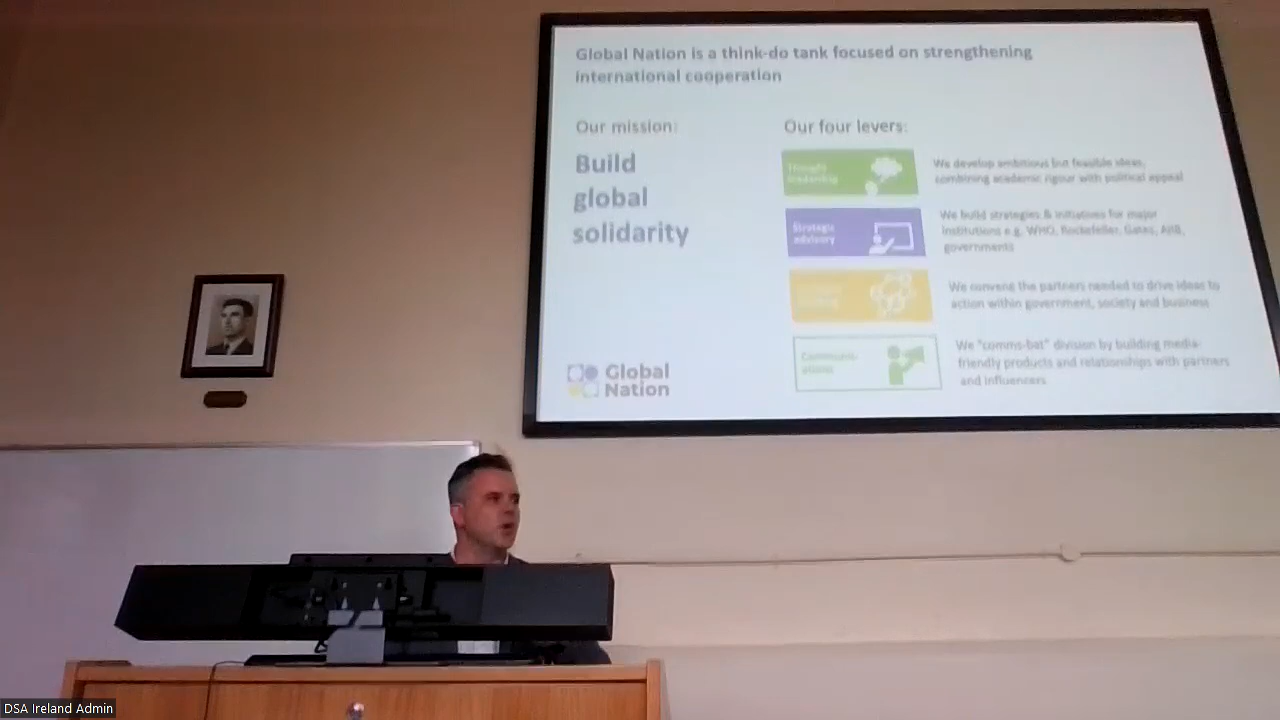 Global Nation is a think-do tank focused on strengthening
international cooperation
Our mission:
Build
global
solidarity
Our four levers:
Thought
leadership
We develop ambitious but feasible ideas,
combining academic rigour with political appeal
Strategic
advisory
We build strategies & initiatives for major
institutions e.g. WHO, Rockefeller, Gates, AIIB,
governments
We convene the partners needed to drive ideas to
action within government, society and business
We "comms-bat" division by building media-
friendly products and relationships with partners
and influencers
Global
Nation
DSA Ireland Admin